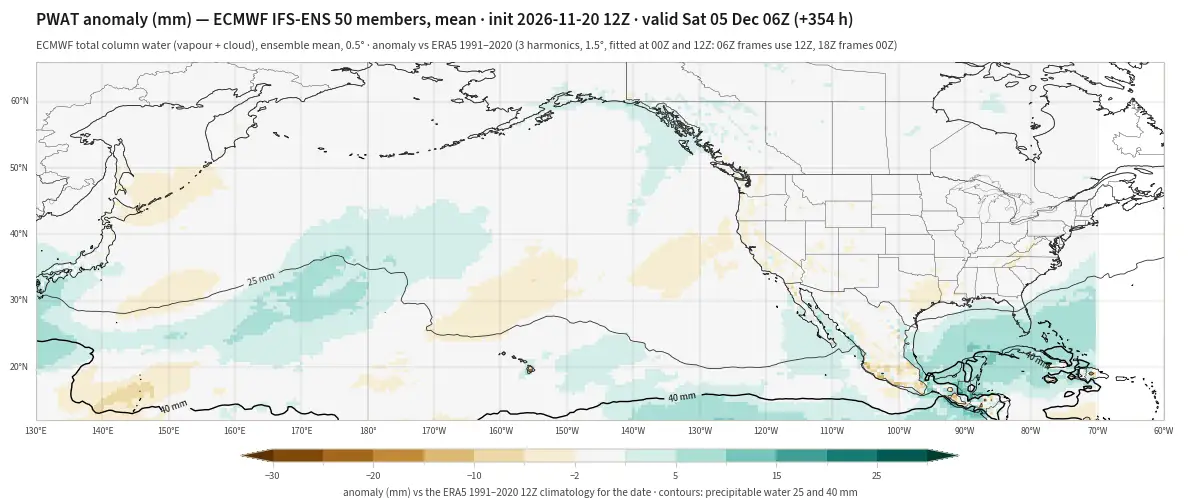 PWAT anomaly (mm) — ECMWF IFS-ENS 50 members, mean · init 2026-11-20 12Z · valid Sat 05 Dec 06Z (+354 h)
ECMWF total column water (vapour + cloud), ensemble mean, 0.5° · anomaly vs ERA5 1991–2020 (3 harmonics, 1.5°, fitted at 00Z and 12Z: 06Z frames use 12Z, 18Z frames 00Z)
60°N
50°N
40°N
25 mm
30°N
20°N
40 mm
40 mm
40 mm
130°E 140°E 150°E 160°E 170°E 180° 170°W 160°W 150°W 140°W 130°W 120°W 110°W 100°W 90°W 80°W 70°W 60°W
−30 −20 −10 −2 5 15 25
anomaly (mm) vs the ERA5 1991–2020 12Z climatology for the date · contours: precipitable water 25 and 40 mm